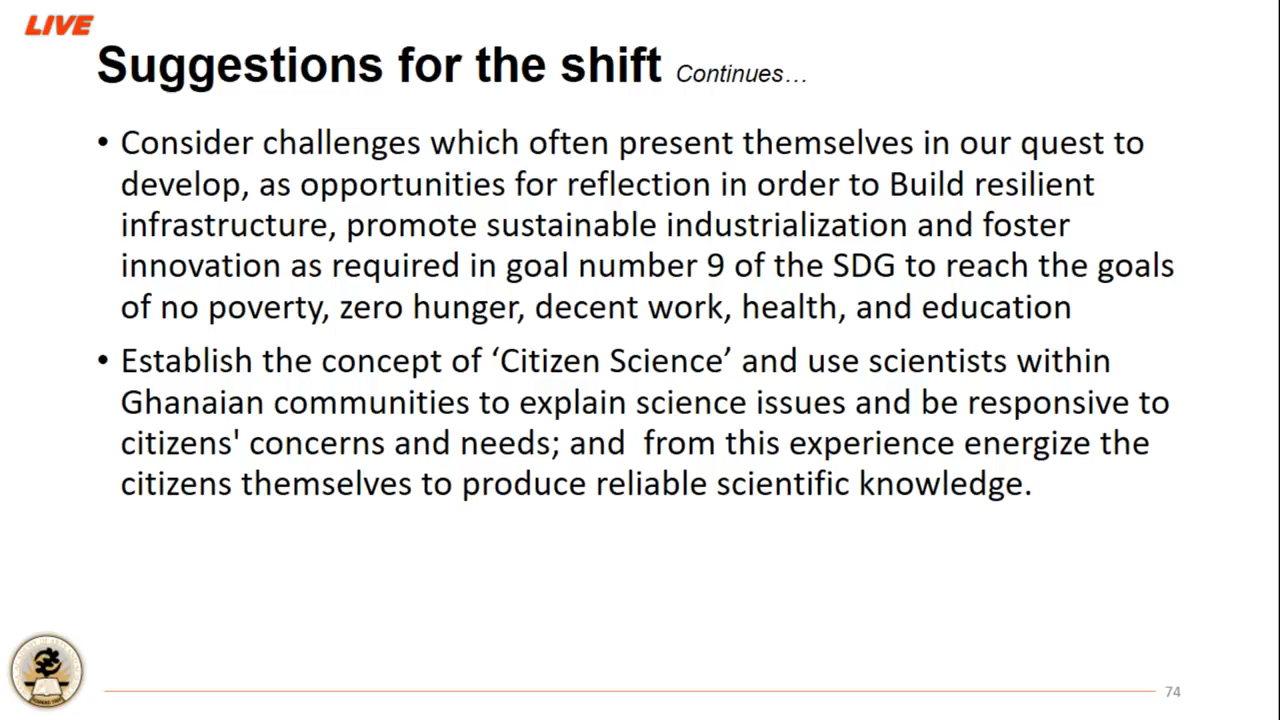 LIVE
Suggestions for the shift Continues...
• Consider challenges which often present themselves in our quest to
develop, as opportunities for reflection in order to Build resilient
infrastructure, promote sustainable industrialization and foster
innovation as required in goal number 9 of the SDG to reach the goals
of no poverty, zero hunger, decent work, health, and education
• Establish the concept of ‘Citizen Science’ and use scientists within
Ghanaian communities to explain science issues and be responsive to
citizens' concerns and needs; and  from this experience energize the
citizens themselves to produce reliable scientific knowledge.
74